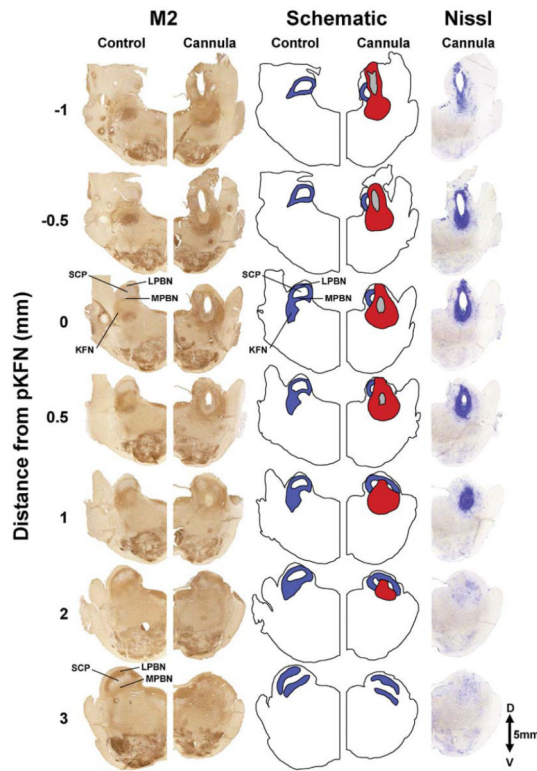 M2 Schematic Nissl
Control Cannula Control Cannula Cannula
-1
-0.5
SCP LPBN SCP LPBN
MPBN MPBN
0
KFN KFN
0.5
1
2
SCP LPBN
MPBN
3
Distance from pKFN (mm)
D
5mm
V